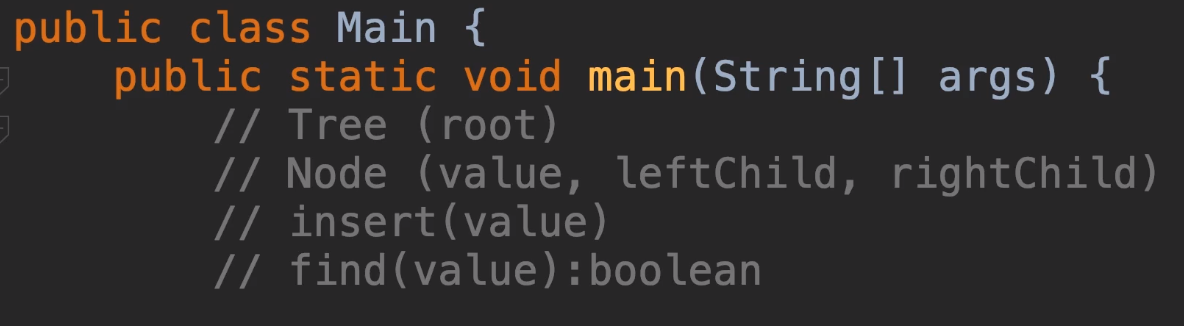 public class Main {
    public static void main(String[] args) {
        // Tree (root)
        // Node (value, leftChild, rightChild)
        // insert(value)
        // find(value):boolean